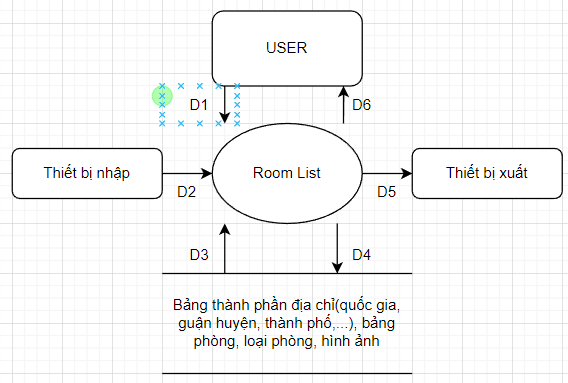 USER
D1
D6
Thiết bị nhập
Room List
Thiết bị xuất
D2
D5
D3
D4
Bảng thành phần địa chỉ(quốc gia,
guận huyện, thành phố,...), bảng
phòng, loại phòng, hình ảnh